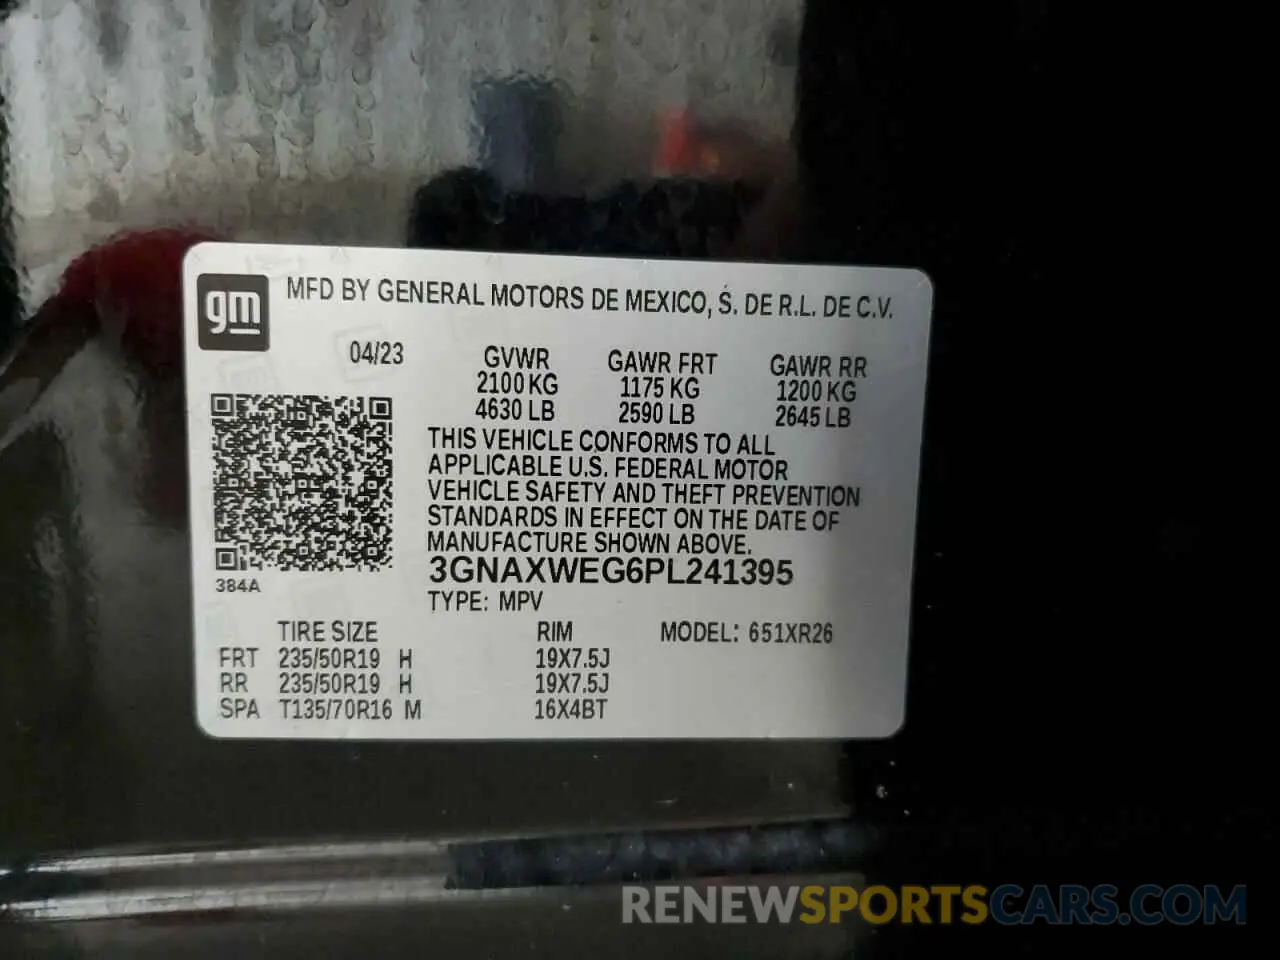 gm
MFD BY GENERAL MOTORS DE MEXICO, S. DE R.L. DE C.V.
04/23 GVWR GAWR FRT GAWR RR
2100 KG 1175 KG 1200 KG
4630 LB 2590 LB 2645 LB
THIS VEHICLE CONFORMS TO ALL
APPLICABLE U.S. FEDERAL MOTOR
VEHICLE SAFETY AND THEFT PREVENTION
STANDARDS IN EFFECT ON THE DATE OF
MANUFACTURE SHOWN ABOVE.
384A
3GNAXWEG6PL241395
TYPE: MPV
TIRE SIZE RIM MODEL: 651XR26
FRT 235/50R19 H 19X7.5J
RR 235/50R19 H 19X7.5J
SPA T135/70R16 M 16X4BT
RENEWSPORTSCARS.COM